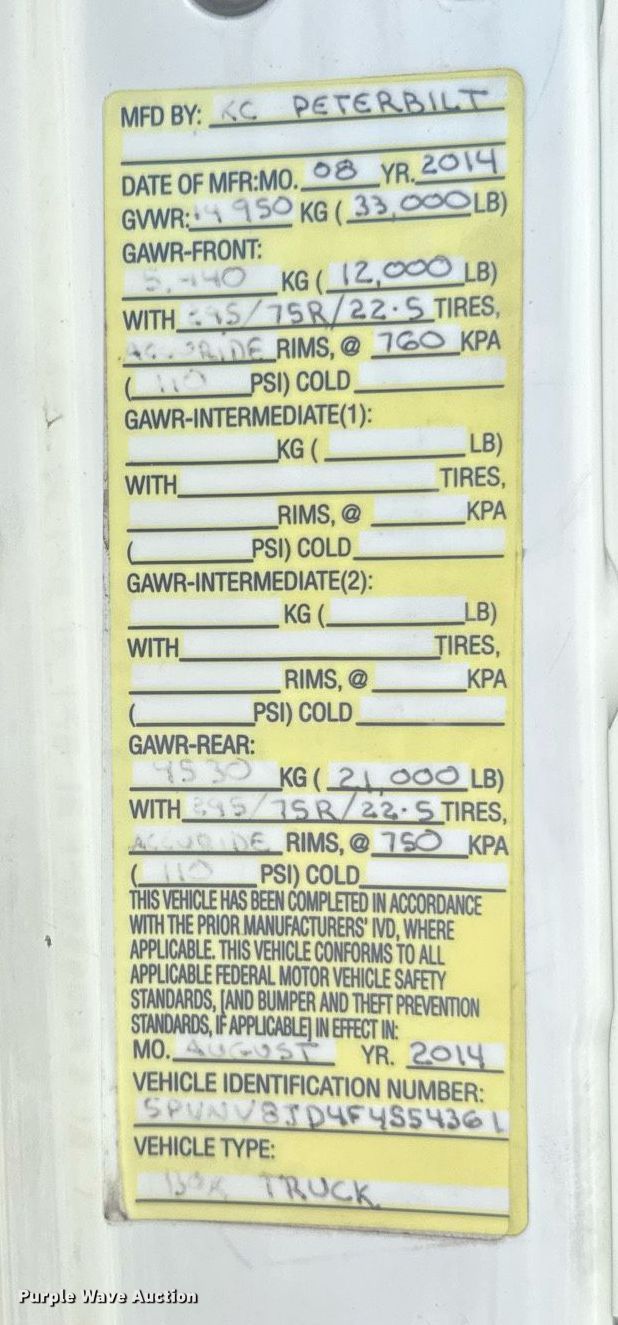 MFD BY: KC PETERBILT
DATE OF MFR:MO. 08 YR. 2014
GVWR: 14950 KG ( 33,000 LB)
GAWR-FRONT:
5,440 KG ( 12,000 LB)
WITH 295/75R/22.5 TIRES,
ACCURIDE RIMS, @ 760 KPA
( 110 PSI) COLD
GAWR-INTERMEDIATE(1):
KG ( LB)
WITH TIRES,
RIMS, @ KPA
( PSI) COLD
GAWR-INTERMEDIATE(2):
KG ( LB)
WITH TIRES,
RIMS, @ KPA
( PSI) COLD
GAWR-REAR:
9530 KG ( 21,000 LB)
WITH 295/75R/22.5 TIRES,
ACCURIDE RIMS, @ 750 KPA
( 110 PSI) COLD
THIS VEHICLE HAS BEEN COMPLETED IN ACCORDANCE
WITH THE PRIOR MANUFACTURERS' IVD, WHERE
APPLICABLE. THIS VEHICLE CONFORMS TO ALL
APPLICABLE FEDERAL MOTOR VEHICLE SAFETY
STANDARDS, [AND BUMPER AND THEFT PREVENTION
STANDARDS, IF APPLICABLE] IN EFFECT IN:
MO. AUGUST YR. 2014
VEHICLE IDENTIFICATION NUMBER:
5PVNV8JD4F4S54361
VEHICLE TYPE:
BOX TRUCK
Purple Wave Auction